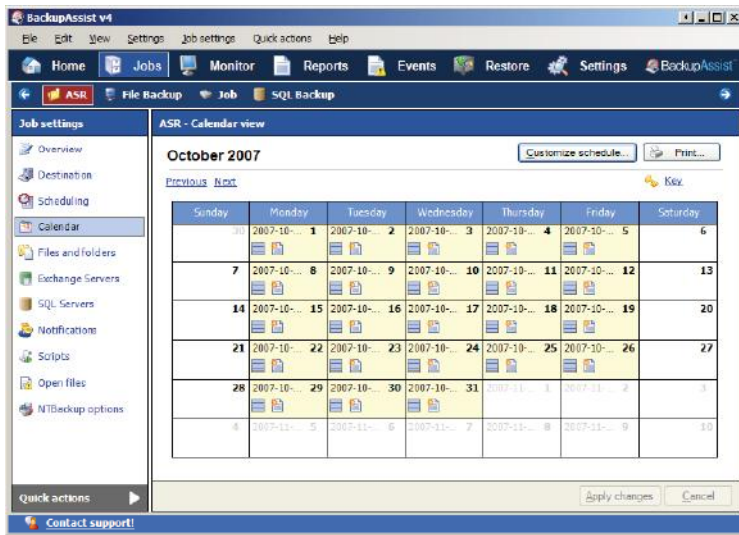 BackupAssist v4
File Edit View Settings Job settings Quick actions Help
Home Jobs Monitor Reports Events Restore Settings BackupAssist
ASR File Backup Job SQL Backup
Job settings
Overview
Destination
Scheduling
Calendar
Files and folders
Exchange Servers
SQL Servers
Notifications
Scripts
Open files
NTBackup options
Quick actions
Contact support!
ASR - Calendar view
October 2007
Customize schedule... Print...
Previous Next
Key
Sunday Monday Tuesday Wednesday Thursday Friday Saturday
30 2007-10-... 1 2007-10-... 2 2007-10-... 3 2007-10-... 4 2007-10-... 5 6
7 2007-10-... 8 2007-10-... 9 2007-10-... 10 2007-10-... 11 2007-10-... 12 13
14 2007-10-... 15 2007-10-... 16 2007-10-... 17 2007-10-... 18 2007-10-... 19 20
21 2007-10-... 22 2007-10-... 23 2007-10-... 24 2007-10-... 25 2007-10-... 26 27
28 2007-10-... 29 2007-10-... 30 2007-10-... 31 2007-11-... 1 2007-11-... 2 3
4 2007-11-... 5 2007-11-... 6 2007-11-... 7 2007-11-... 8 2007-11-... 9 10
Apply changes Cancel